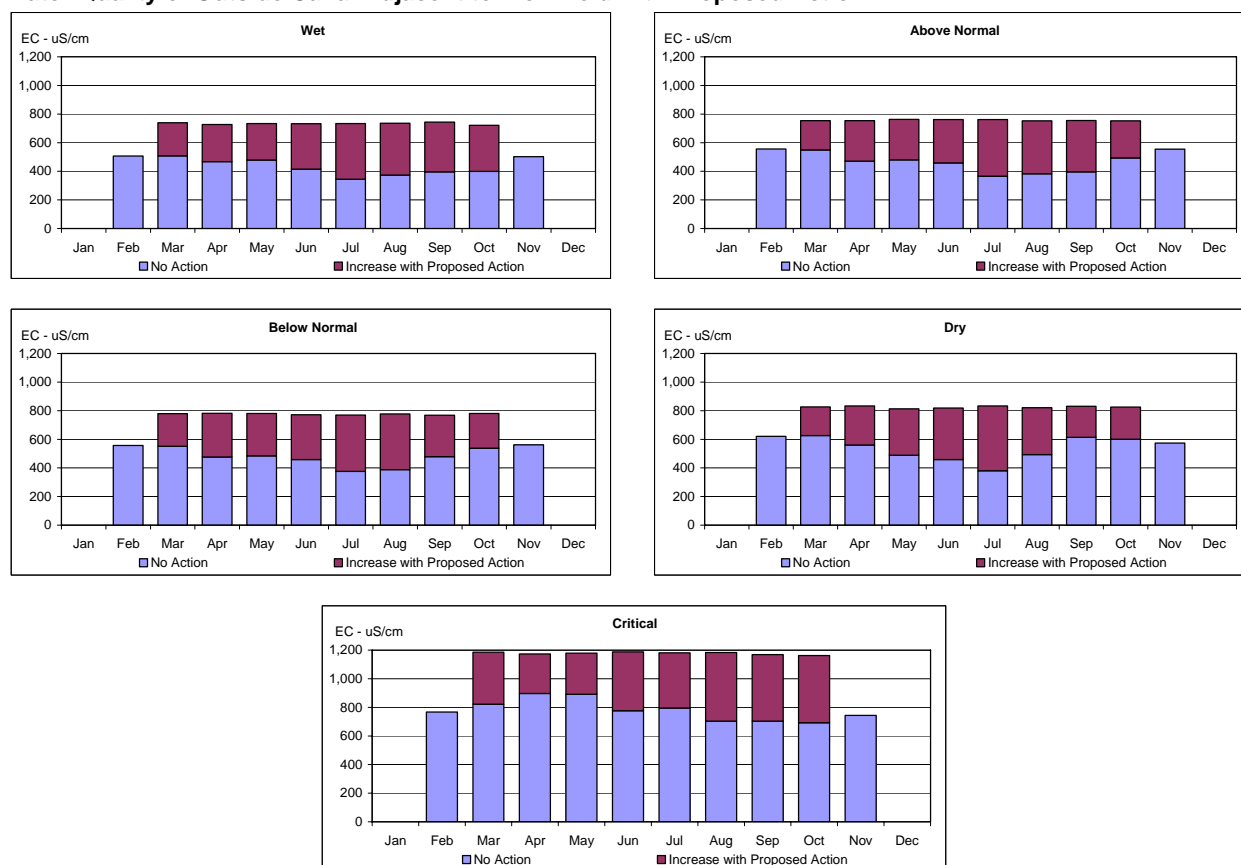 EC - uS/cm
Wet
1,200
1,000
800
600
400
200
0
Jan Feb Mar Apr May Jun Jul Aug Sep Oct Nov Dec
No Action Increase with Proposed Action
EC - uS/cm
Above Normal
1,200
1,000
800
600
400
200
0
Jan Feb Mar Apr May Jun Jul Aug Sep Oct Nov Dec
No Action Increase with Proposed Action
EC - uS/cm
Below Normal
1,200
1,000
800
600
400
200
0
Jan Feb Mar Apr May Jun Jul Aug Sep Oct Nov Dec
No Action Increase with Proposed Action
EC - uS/cm
Dry
1,200
1,000
800
600
400
200
0
Jan Feb Mar Apr May Jun Jul Aug Sep Oct Nov Dec
No Action Increase with Proposed Action
EC - uS/cm
Critical
1,200
1,000
800
600
400
200
0
Jan Feb Mar Apr May Jun Jul Aug Sep Oct Nov Dec
No Action Increase with Proposed Action